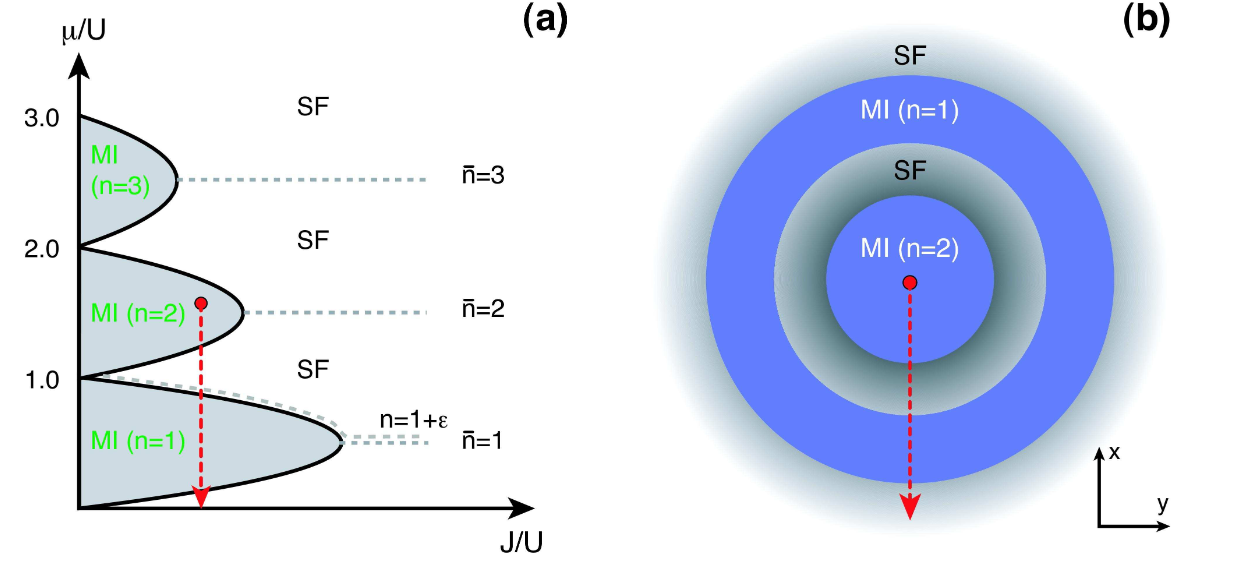 (a)
μ/U
3.0
2.0
1.0
SF
MI
(n=3)
n̄=3
SF
MI (n=2)
n̄=2
SF
n=1+ε
MI (n=1)
n̄=1
J/U
(b)
SF
MI (n=1)
SF
MI (n=2)
x
y